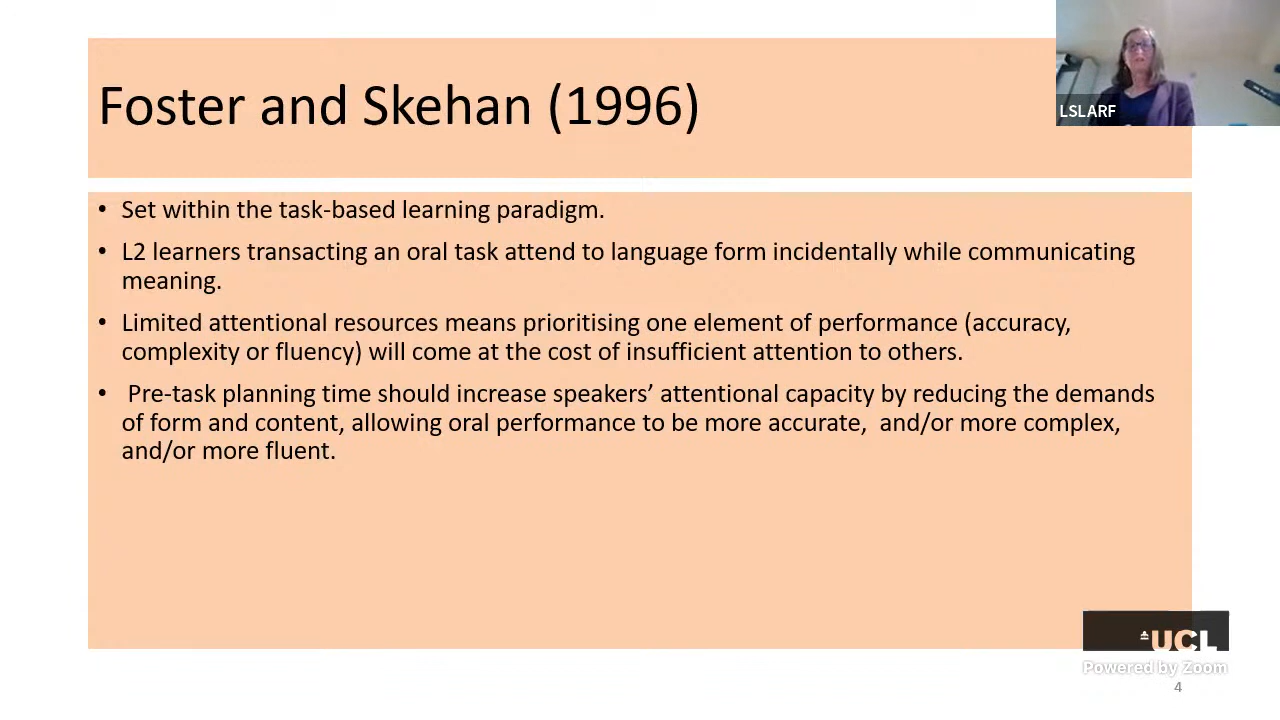 Foster and Skehan (1996)
LSLARF
• Set within the task-based learning paradigm.
• L2 learners transacting an oral task attend to language form incidentally while communicating
meaning.
• Limited attentional resources means prioritising one element of performance (accuracy,
complexity or fluency) will come at the cost of insufficient attention to others.
• Pre-task planning time should increase speakers’ attentional capacity by reducing the demands
of form and content, allowing oral performance to be more accurate, and/or more complex,
and/or more fluent.
UCL
Powered by Zoom
4